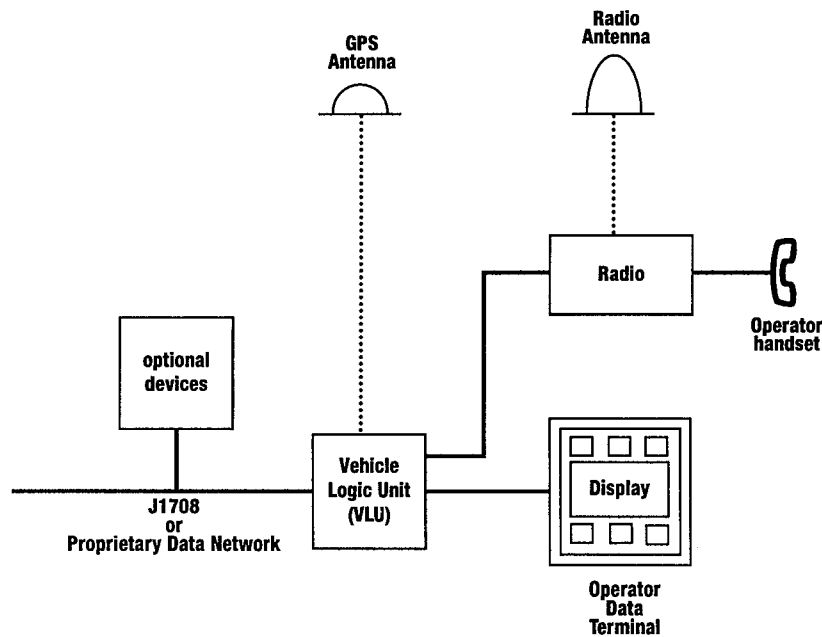 GPS
Antenna
Radio
Antenna
Radio
Operator
handset
optional
devices
Vehicle
Logic Unit
(VLU)
Display
J1708
or
Proprietary Data Network
Operator
Data
Terminal